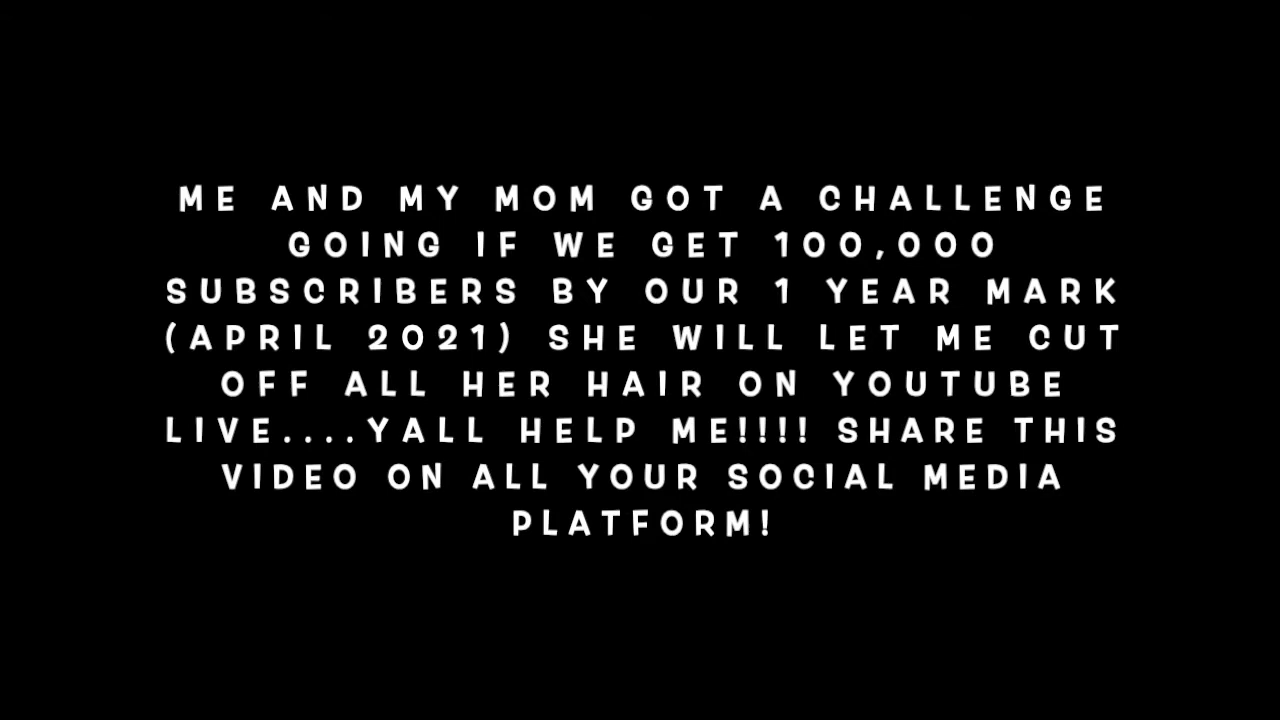 ME AND MY MOM GOT A CHALLENGE
GOING IF WE GET 100,000
SUBSCRIBERS BY OUR 1 YEAR MARK
(APRIL 2021) SHE WILL LET ME CUT
OFF ALL HER HAIR ON YOUTUBE
LIVE....YALL HELP ME!!!! SHARE THIS
VIDEO ON ALL YOUR SOCIAL MEDIA
PLATFORM!